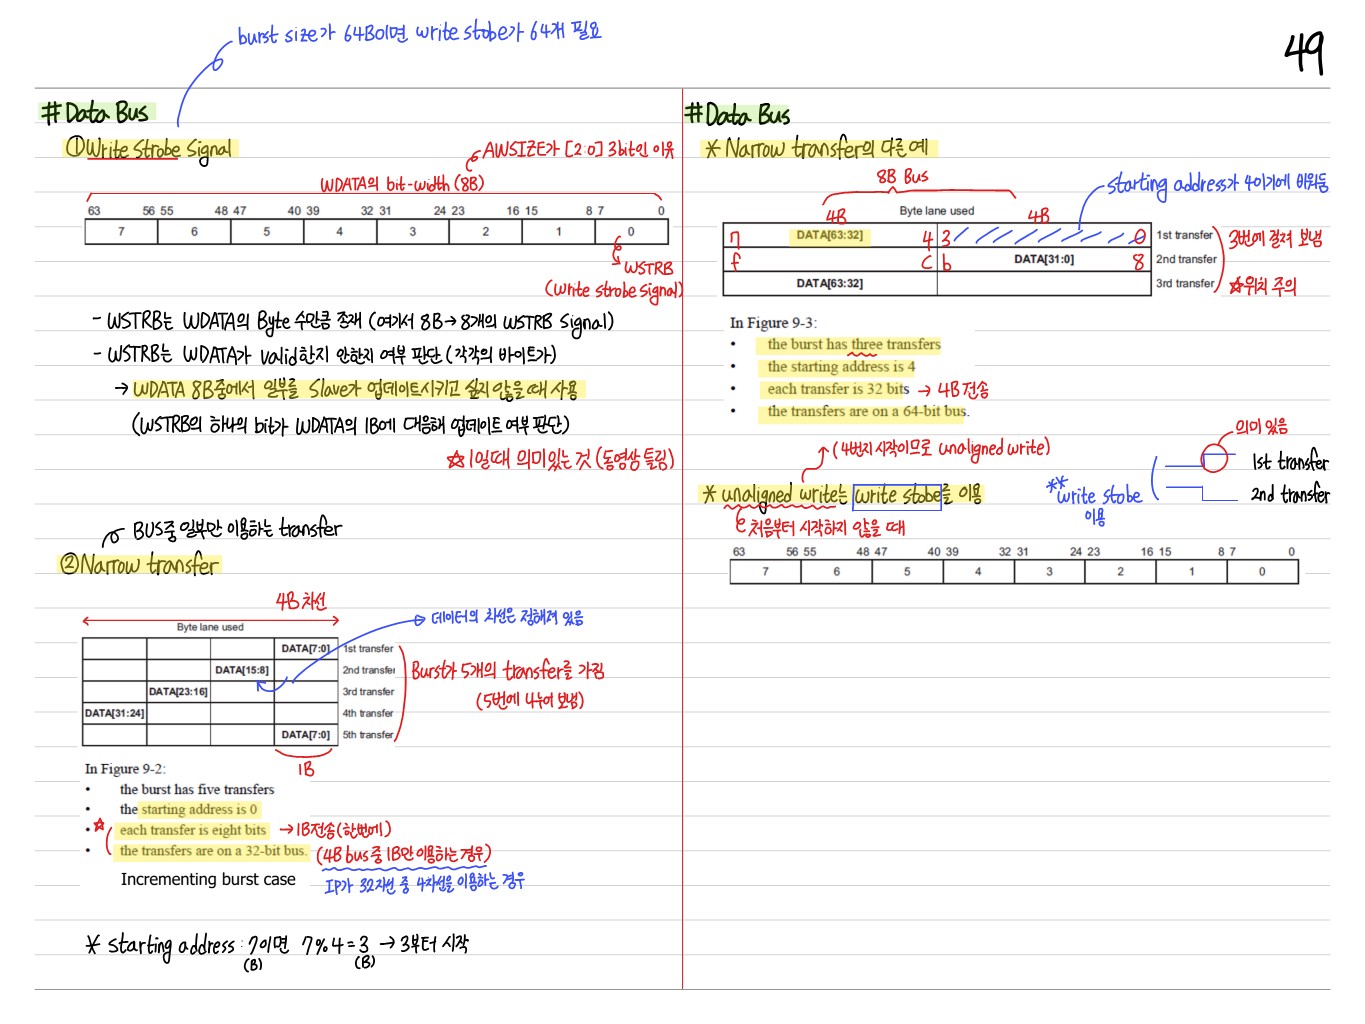 burst size가 64B이면 write stobe가 64개 필요
49
# Data Bus
① Write Strobe Signal
AWSIZE가 [2:0] 3bit인 이유
WDATA의 bit-width (8B)
63 56 55 48 47 40 39 32 31 24 23 16 15 8 7 0
7 6 5 4 3 2 1 0
WSTRB
(Write strobe signal)
- WSTRB는 WDATA의 Byte 수만큼 존재 (여기서 8B → 8개의 WSTRB Signal)
- WSTRB는 WDATA가 valid한지 안한지 여부 판단 (각각의 바이트가)
→ WDATA 8B중에서 일부를 Slave가 업데이트시키고 싶지 않을때 사용
(WSTRB의 하나의 bit가 WDATA의 1B에 대응해 업데이트 여부 판단)
☆ 1일때 의미있는 것 (동영상 틀림)
BUS중 일부만 이용하는 transfer
② Narrow transfer
4B 차선
Byte lane used
데이터의 차선은 정해져 있음
DATA[7:0] 1st transfer
DATA[15:8] 2nd transfer
DATA[23:16] 3rd transfer
DATA[31:24] 4th transfer
DATA[7:0] 5th transfer
Burst가 5개의 transfer를 가짐
(5번에 나누어 보냄)
1B
In Figure 9-2:
• the burst has five transfers
• the starting address is 0
• ☆ each transfer is eight bits → 1B전송 (한번에)
• the transfers are on a 32-bit bus. (4B bus 중 1B만 이용하는 경우)
Incrementing burst case
IP가 32차선 중 4차선을 이용하는 경우
* starting address : 7이면 7%4=3 → 3부터 시작
(B) (B)
# Data Bus
* Narrow transfer의 다른예
8B Bus
starting address가 4이기에 비워둠
4B Byte lane used 4B
7 DATA[63:32] 4 3 0 1st transfer
f C b DATA[31:0] 8 2nd transfer
DATA[63:32] 3rd transfer
3번에 걸쳐 보냄
☆위치 주의
In Figure 9-3:
• the burst has three transfers
• the starting address is 4
• each transfer is 32 bits → 4B전송
• the transfers are on a 64-bit bus.
(4번지 시작이므로 unaligned write)
* unaligned write는 write stobe를 이용
처음부터 시작하지 않을 때
의미 있음
1st transfer
2nd transfer
** write stobe
이용
63 56 55 48 47 40 39 32 31 24 23 16 15 8 7 0
7 6 5 4 3 2 1 0